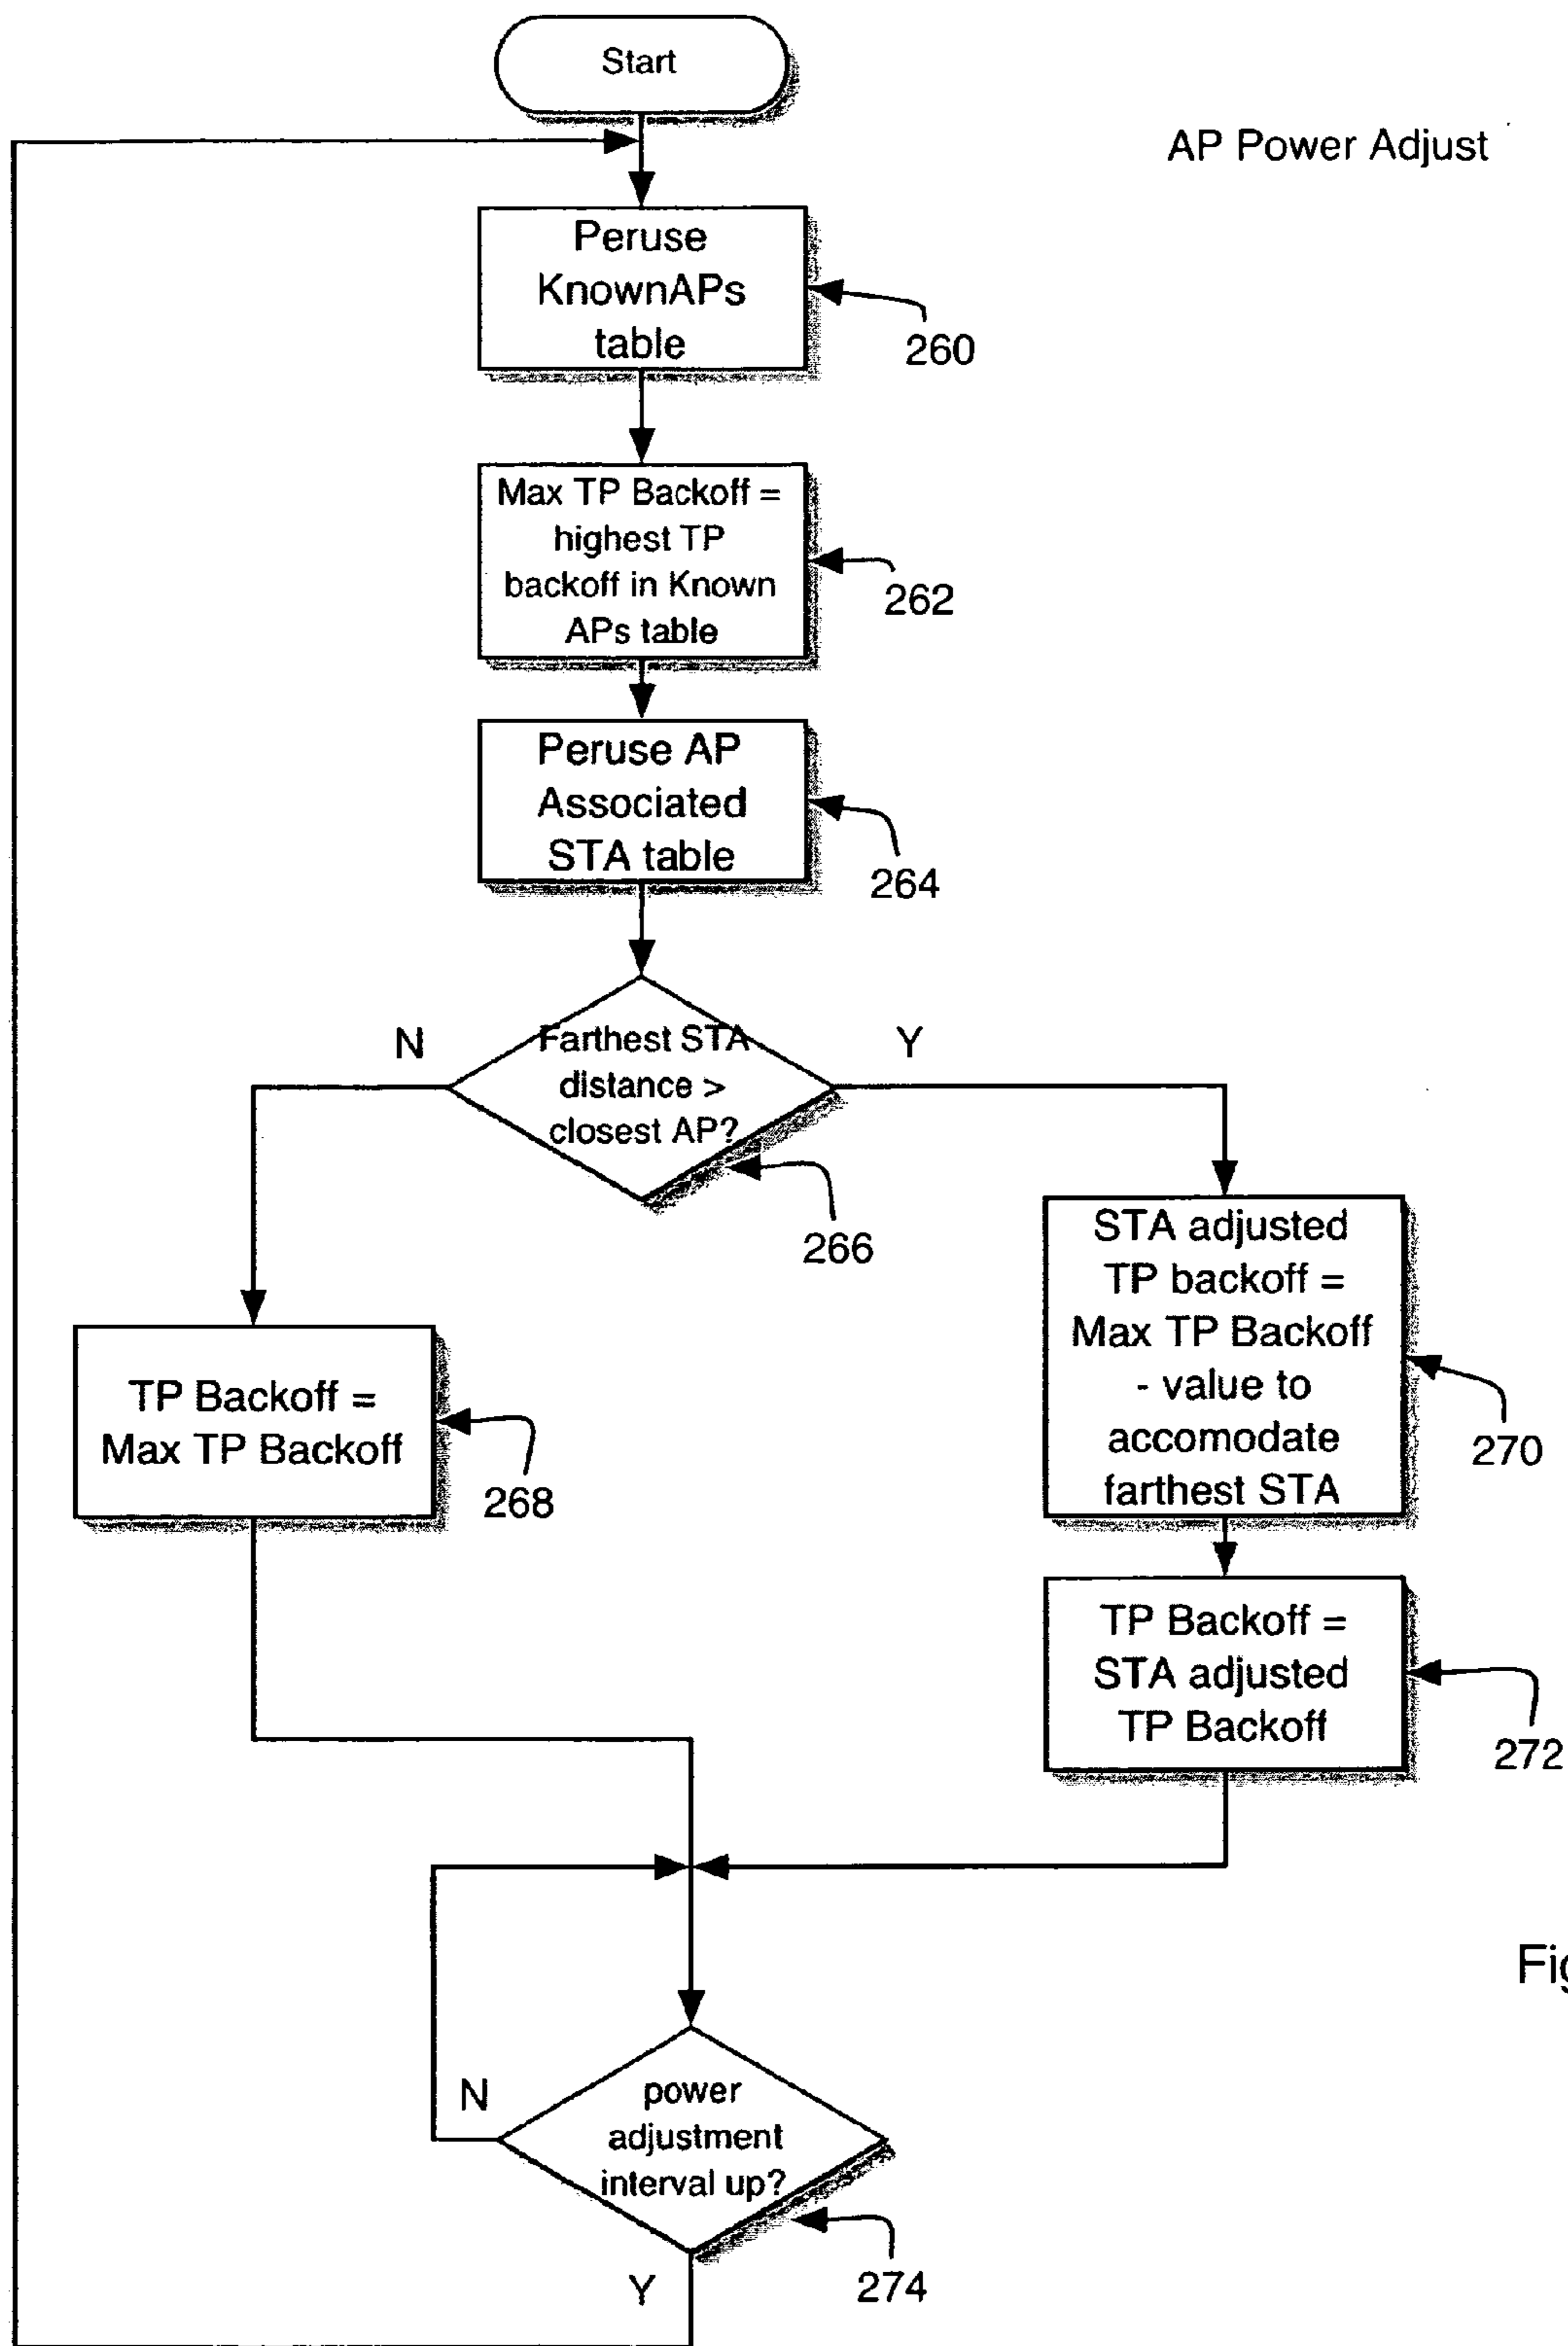 Start
AP Power Adjust
Peruse
KnownAPs
table
260
Max TP Backoff =
highest TP
backoff in Known
APs table
262
Peruse AP
Associated
STA table
264
N
Farthest STA
distance >
closest AP?
Y
266
STA adjusted
TP backoff =
Max TP Backoff
- value to
accomodate
farthest STA
270
TP Backoff =
Max TP Backoff
268
TP Backoff =
STA adjusted
TP Backoff
272
N
power
adjustment
interval up?
Y
274